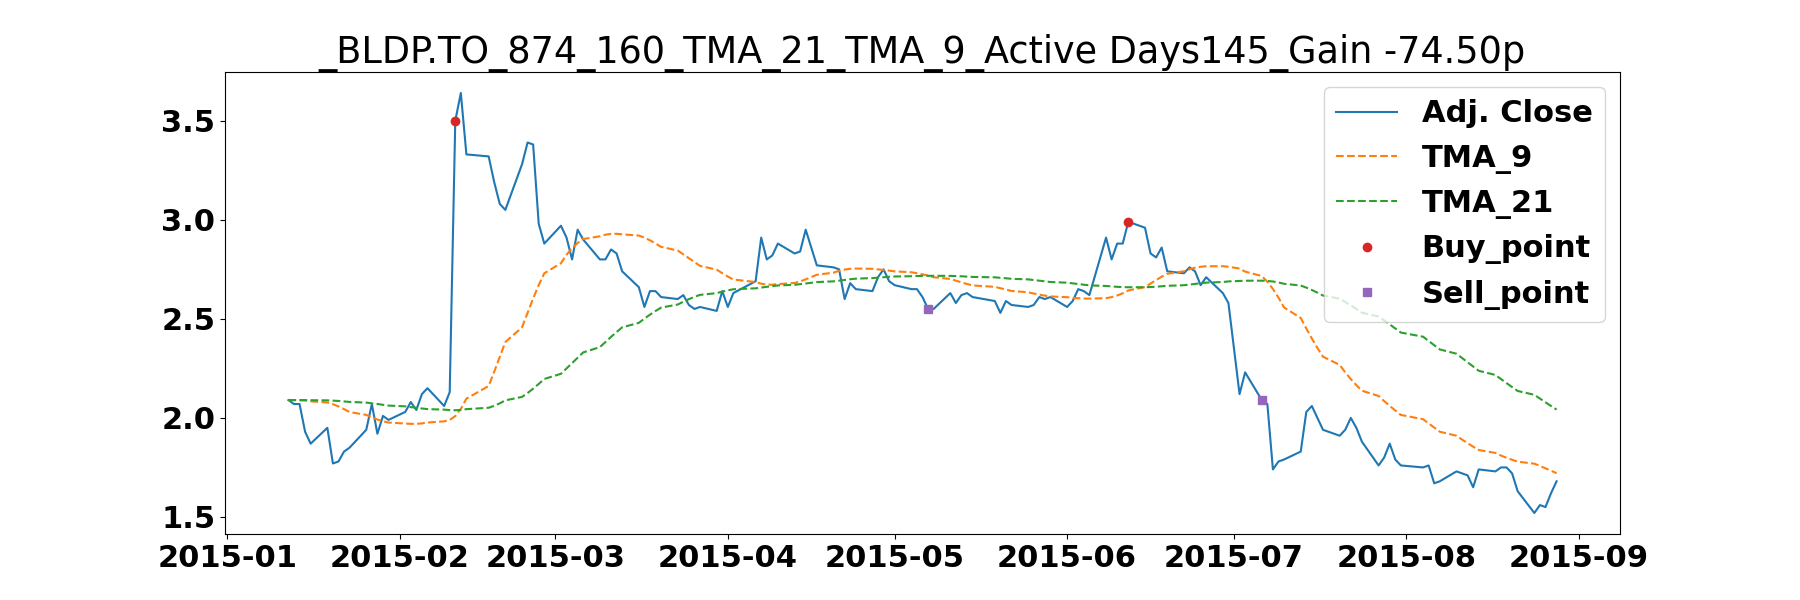 _BLDP.TO_874_160_TMA_21_TMA_9_Active Days145_Gain -74.50p
3.5
3.0
2.5
2.0
1.5
Adj. Close
TMA_9
TMA_21
Buy_point
Sell_point
2015-01 2015-02 2015-03 2015-04 2015-05 2015-06 2015-07 2015-08 2015-09